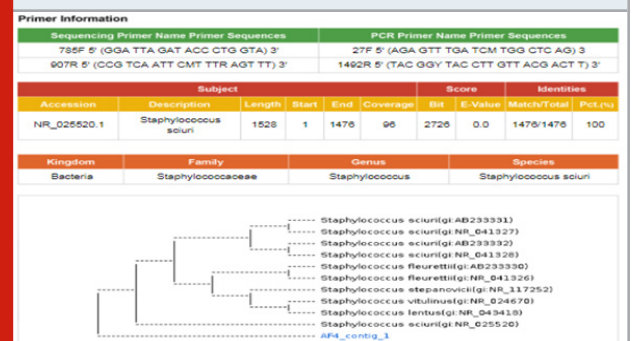 Primer Information
Sequencing Primer Name Primer Sequences PCR Primer Name Primer Sequences
785F 5' (GGA TTA GAT ACC CTG GTA) 3' 27F 5' (AGA GTT TGA TCM TGG CTC AG) 3
907R 5' (CCG TCA ATT CMT TTR AGT TT) 3' 1492R 5' (TAC GGY TAC CTT GTT ACG ACT T) 3'
Subject Score Identities
Accession Description Length Start End Coverage Bit E-Value Match/Total Pct.(%)
NR_025520.1 Staphylococcus sciuri 1528 1 1476 96 2726 0.0 1476/1476 100
Kingdom Family Genus Species
Bacteria Staphylococcaceae Staphylococcus Staphylococcus sciuri
Staphylococcus sciuri(gi:AB233331)
Staphylococcus sciuri(gi:NR_041327)
Staphylococcus sciuri(gi:AB233332)
Staphylococcus sciuri(gi:NR_041328)
Staphylococcus fleurettii(gi:AB233330)
Staphylococcus fleurettii(gi:NR_041326)
Staphylococcus stepanovicii(gi:NR_117252)
Staphylococcus vitulinus(gi:NR_024670)
Staphylococcus lentus(gi:NR_043418)
Staphylococcus sciuri(gi:NR_025520)
AF4_contig_1